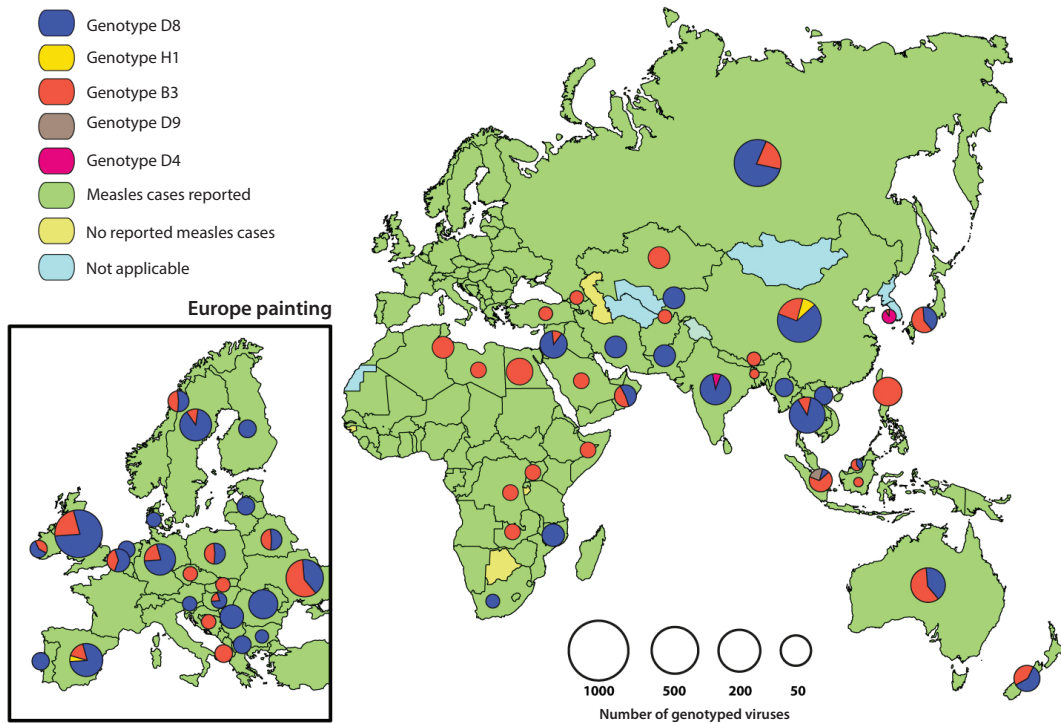 Genotype D8
Genotype H1
Genotype B3
Genotype D9
Genotype D4
Measles cases reported
No reported measles cases
Not applicable
Europe painting
1000 500 200 50
Number of genotyped viruses